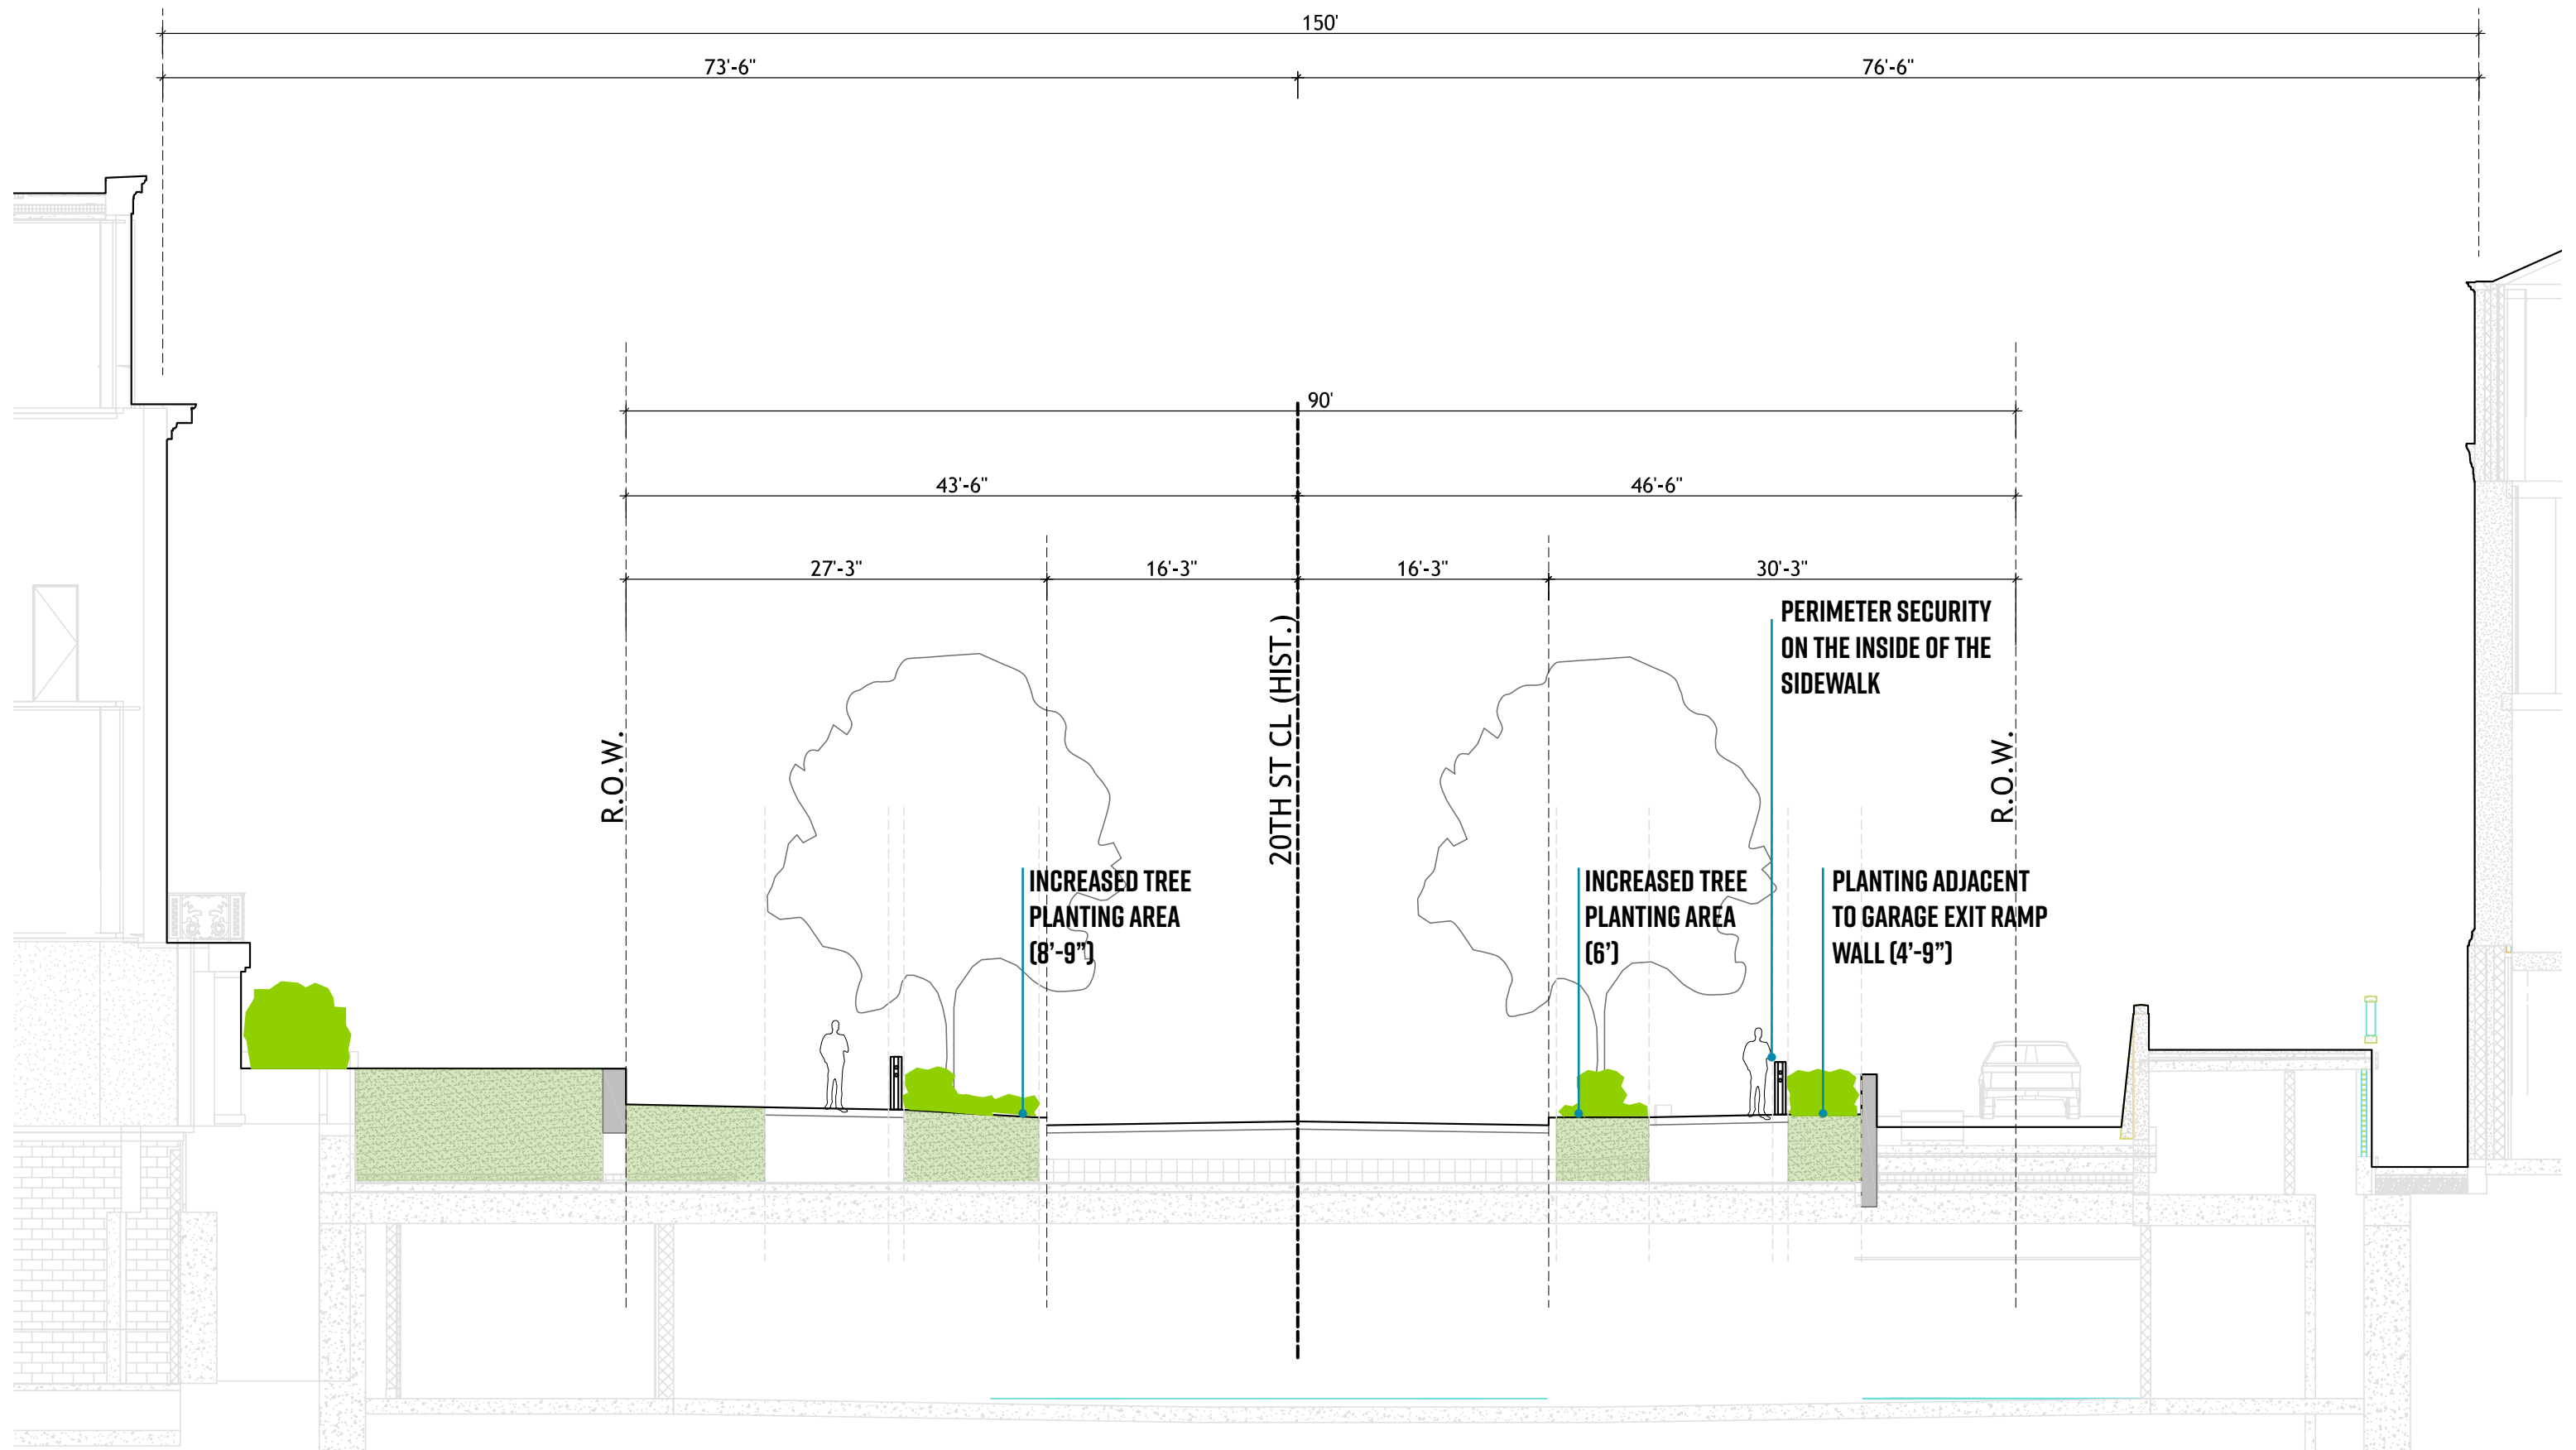 150'
73'-6"
76'-6"
90'
43'-6"
46'-6"
27'-3"
16'-3"
16'-3"
30'-3"
PERIMETER SECURITY
ON THE INSIDE OF THE
SIDEWALK
R.O.W.
20TH ST CL (HIST.)
R.O.W.
INCREASED TREE
PLANTING AREA
(8'-9”)
INCREASED TREE
PLANTING AREA
(6’)
PLANTING ADJACENT
TO GARAGE EXIT RAMP
WALL (4’-9”)